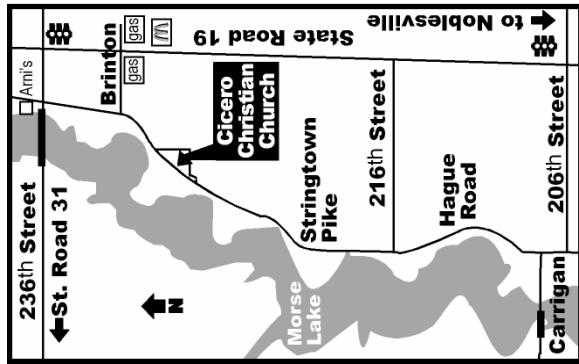 to Noblesville
State Road 19
gas
gas
Arni's
Brinton
Cicero
Christian
Church
236th Street
St. Road 31
Stringtown
Pike
216th Street
Hague
Road
206th Street
N
Morse
Lake
Carrigan